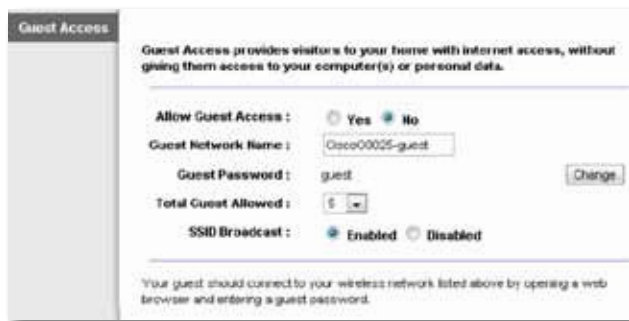 Guest Access
Guest Access provides visitors to your home with internet access, without
giving them access to your computer(s) or personal data.
Allow Guest Access : Yes No
Guest Network Name : Cisco00025-guest
Guest Password : guest Change
Total Guest Allowed : 5
SSID Broadcast : Enabled Disabled
Your guest should connect to your wireless network listed above by opening a web
browser and entering a guest password.